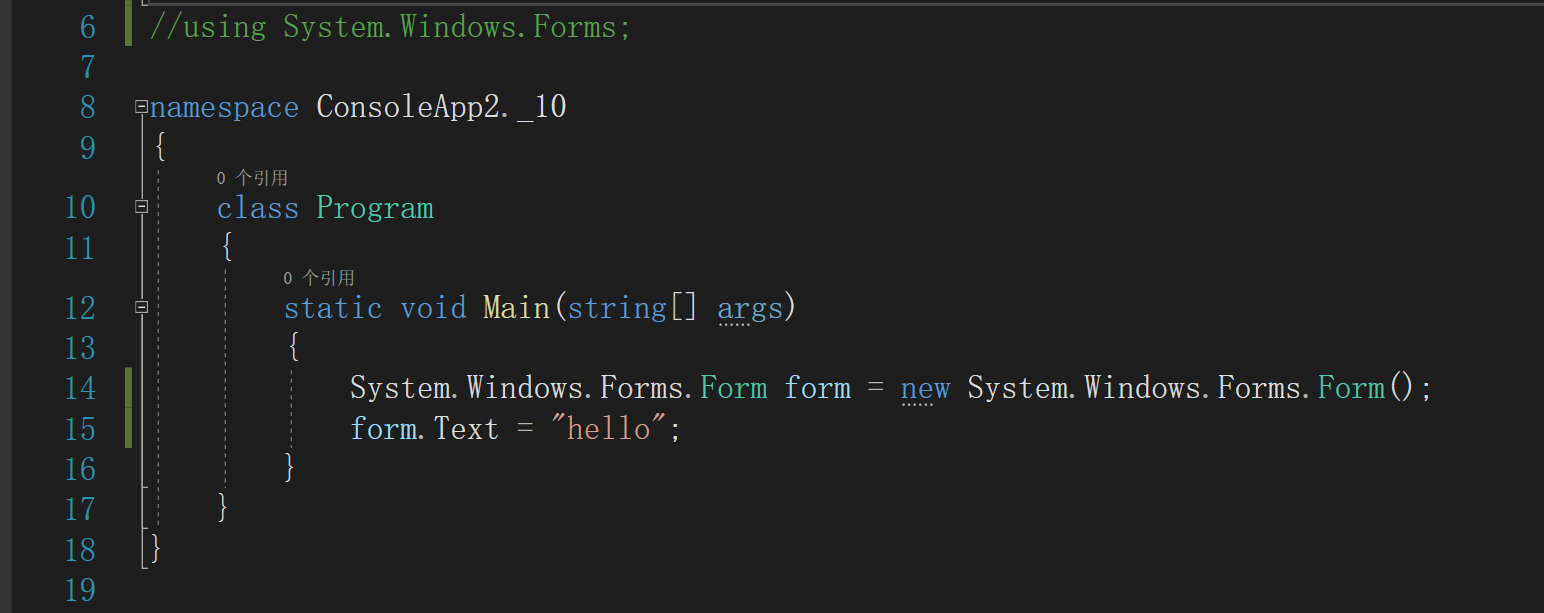 6 //using System.Windows.Forms;
7
8 namespace ConsoleApp2._10
9 {
0 个引用
10 class Program
11 {
0 个引用
12 static void Main(string[] args)
13 {
14 System.Windows.Forms.Form form = new System.Windows.Forms.Form();
15 form.Text = "hello";
16 }
17 }
18 }
19